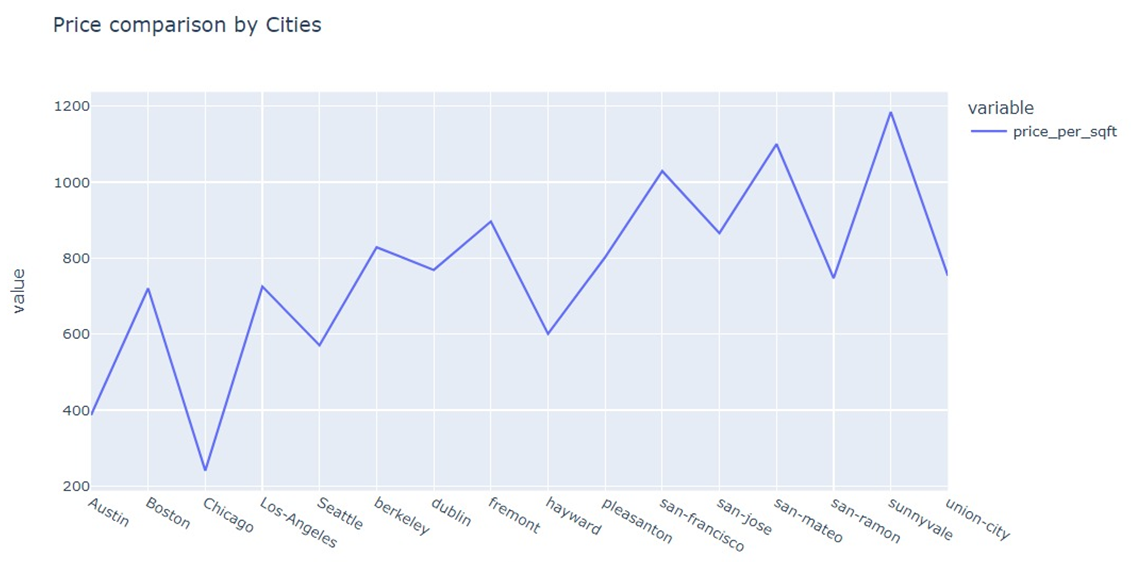 Price comparison by Cities
variable
price_per_sqft
value
1200
1000
800
600
400
200
Austin
Boston
Chicago
Los-Angeles
Seattle
berkeley
dublin
fremont
hayward
pleasanton
san-francisco
san-jose
san-mateo
san-ramon
sunnyvale
union-city